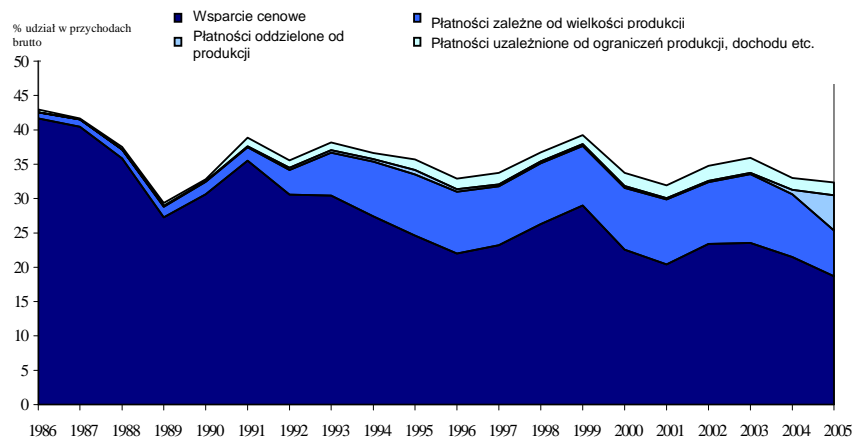 % udział w przychodach
brutto
Wsparcie cenowe
Płatności oddzielone od
produkcji
Płatności zależne od wielkości produkcji
Płatności uzależnione od ograniczeń produkcji, dochodu etc.
50
45
40
35
30
25
20
15
10
5
0
1986 1987 1988 1989 1990 1991 1992 1993 1994 1995 1996 1997 1998 1999 2000 2001 2002 2003 2004 2005